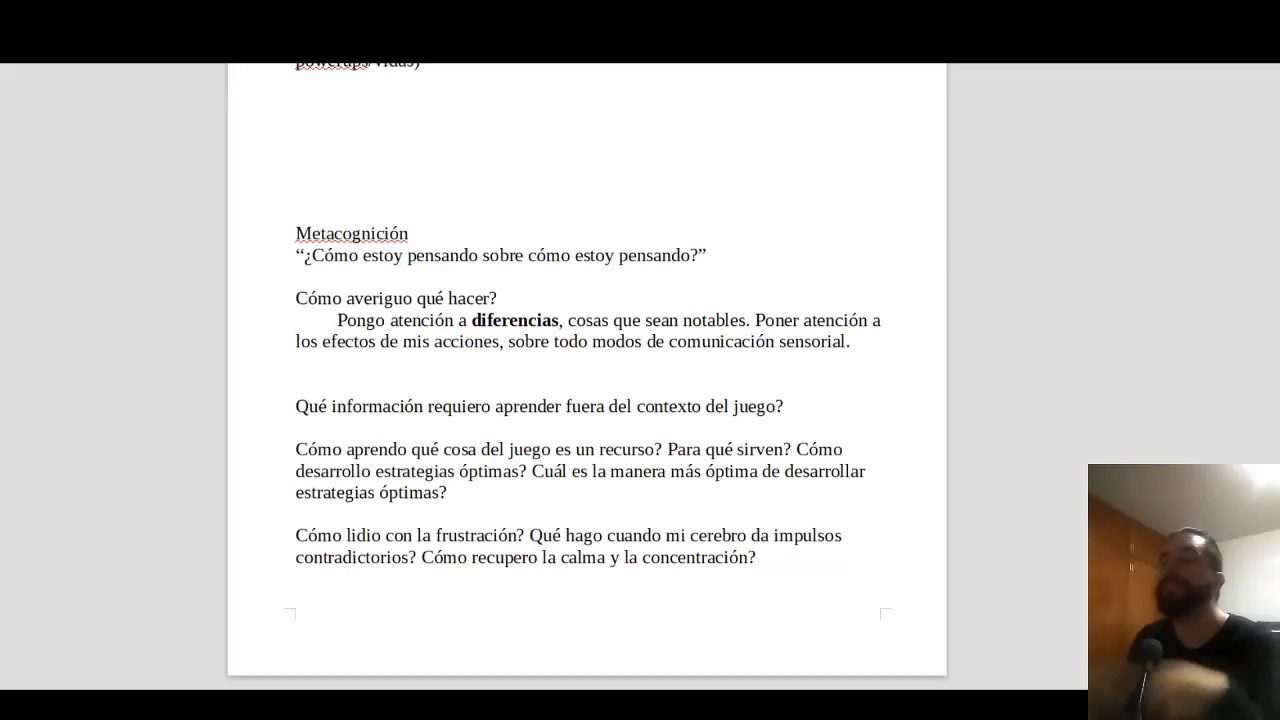 powerups/vidas)
Metacognición
“¿Cómo estoy pensando sobre cómo estoy pensando?”
Cómo averiguo qué hacer?
Pongo atención a diferencias, cosas que sean notables. Poner atención a
los efectos de mis acciones, sobre todo modos de comunicación sensorial.
Qué información requiero aprender fuera del contexto del juego?
Cómo aprendo qué cosa del juego es un recurso? Para qué sirven? Cómo
desarrollo estrategias óptimas? Cuál es la manera más óptima de desarrollar
estrategias óptimas?
Cómo lidio con la frustración? Qué hago cuando mi cerebro da impulsos
contradictorios? Cómo recupero la calma y la concentración?